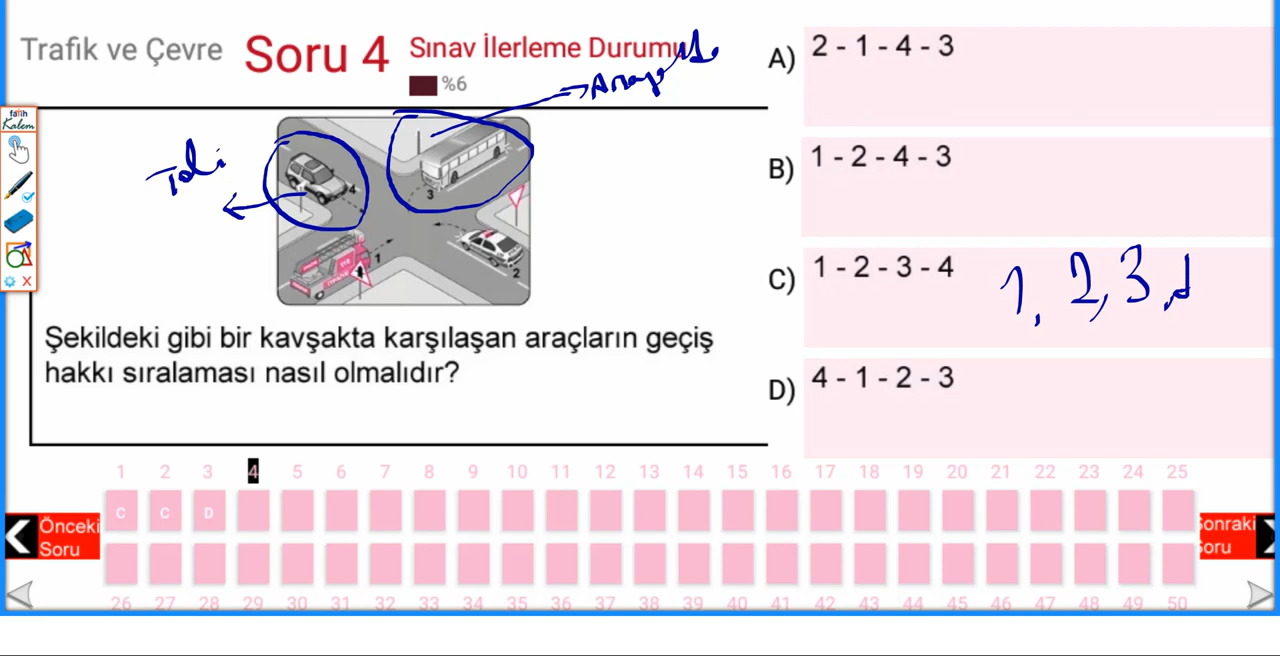 Trafik ve Çevre Soru 4 Sınav İlerleme Durumu
%6
fatih
Kalem
Tali
4
3
1
2
Şekildeki gibi bir kavşakta karşılaşan araçların geçiş
hakkı sıralaması nasıl olmalıdır?
A) 2 - 1 - 4 - 3
B) 1 - 2 - 4 - 3
C) 1 - 2 - 3 - 4
1, 2, 3,
D) 4 - 1 - 2 - 3
1 2 3 4 5 6 7 8 9 10 11 12 13 14 15 16 17 18 19 20 21 22 23 24 25
C C D
Önceki
Soru
Sonraki
Soru
26 27 28 29 30 31 32 33 34 35 36 37 38 39 40 41 42 43 44 45 46 47 48 49 50